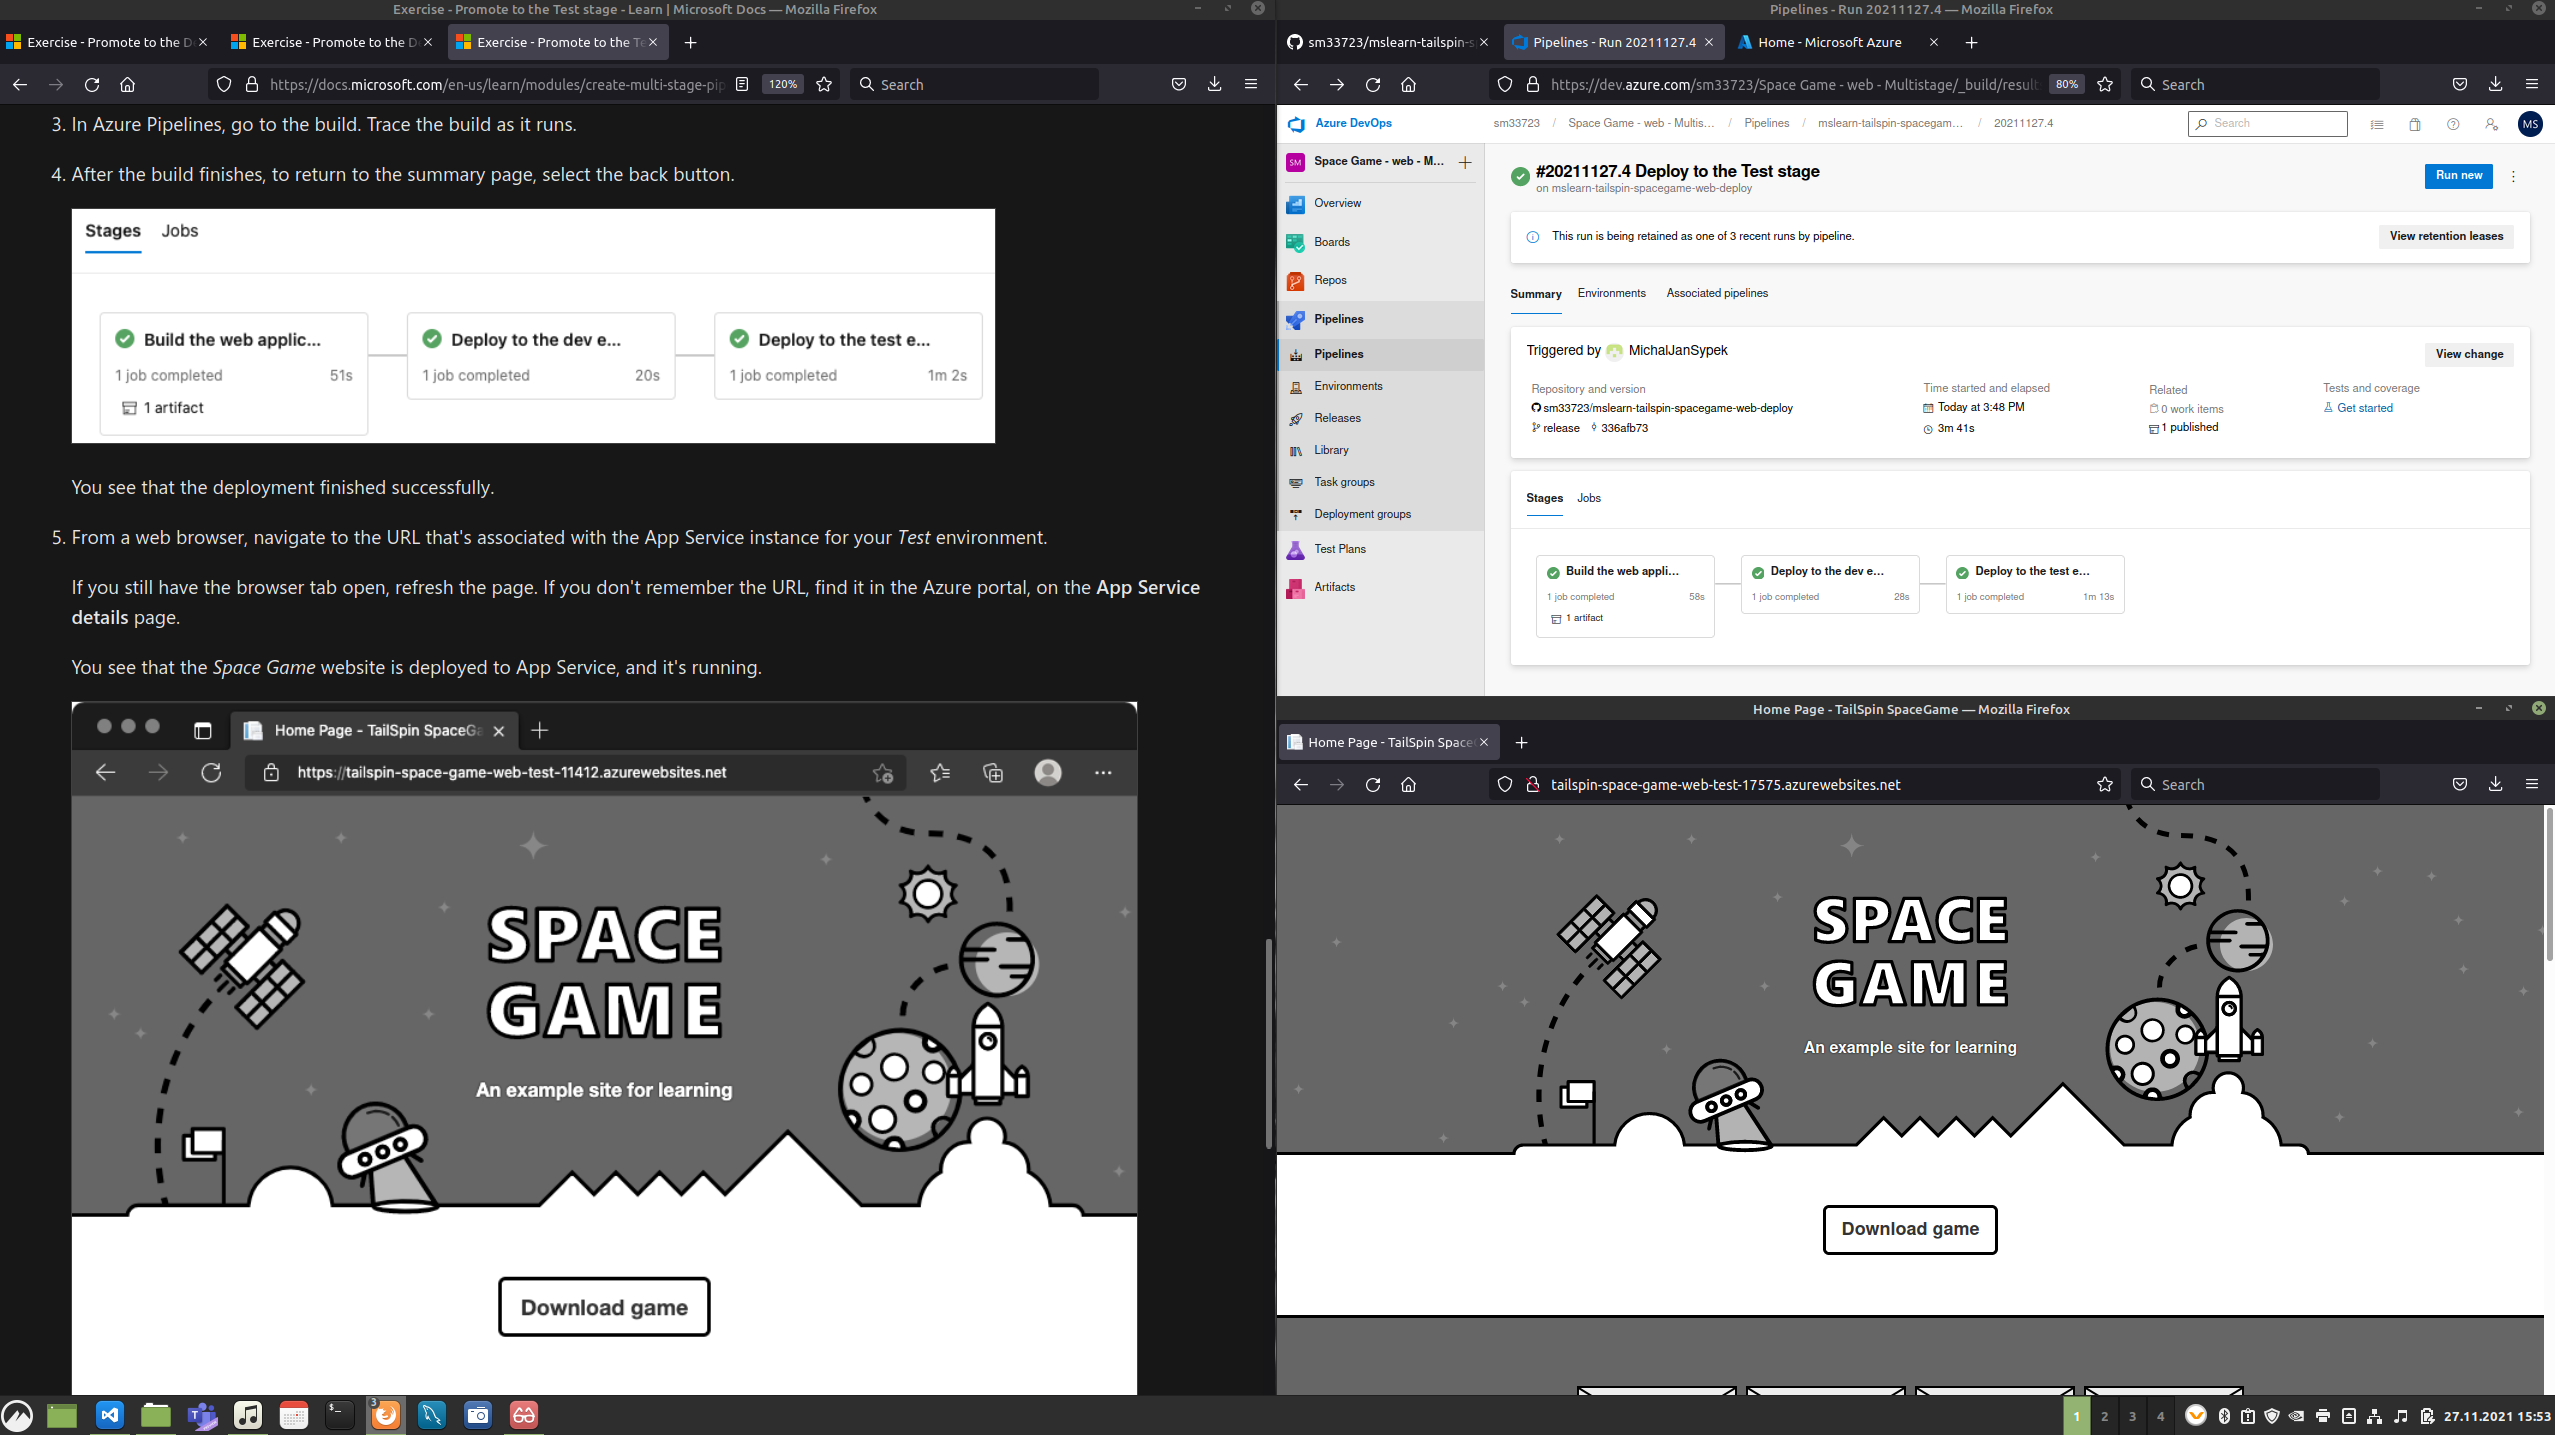 Exercise - Promote to the Test stage - Learn | Microsoft Docs — Mozilla Firefox
Exercise - Promote to the D
Exercise - Promote to the D
Exercise - Promote to the Te
https://docs.microsoft.com/en-us/learn/modules/create-multi-stage-pip
120%
Search
3. In Azure Pipelines, go to the build. Trace the build as it runs.
4. After the build finishes, to return to the summary page, select the back button.
Stages Jobs
Build the web applic...
1 job completed 51s
1 artifact
Deploy to the dev e...
1 job completed 20s
Deploy to the test e...
1 job completed 1m 2s
You see that the deployment finished successfully.
5. From a web browser, navigate to the URL that's associated with the App Service instance for your Test environment.
If you still have the browser tab open, refresh the page. If you don't remember the URL, find it in the Azure portal, on the App Service
details page.
You see that the Space Game website is deployed to App Service, and it's running.
Home Page - TailSpin SpaceGa
https://tailspin-space-game-web-test-11412.azurewebsites.net
SPACE
GAME
An example site for learning
Download game
Pipelines - Run 20211127.4 — Mozilla Firefox
sm33723/mslearn-tailspin-s
Pipelines - Run 20211127.4
Home - Microsoft Azure
https://dev.azure.com/sm33723/Space Game - web - Multistage/_build/result
80%
Search
Azure DevOps
sm33723 / Space Game - web - Multis... / Pipelines / mslearn-tailspin-spacegam... / 20211127.4
Search
MS
SM Space Game - web - M...
Overview
Boards
Repos
Pipelines
Pipelines
Environments
Releases
Library
Task groups
Deployment groups
Test Plans
Artifacts
#20211127.4 Deploy to the Test stage
on mslearn-tailspin-spacegame-web-deploy
Run new
This run is being retained as one of 3 recent runs by pipeline.
View retention leases
Summary Environments Associated pipelines
Triggered by MichalJanSypek
View change
Repository and version
sm33723/mslearn-tailspin-spacegame-web-deploy
release 336afb73
Time started and elapsed
Today at 3:48 PM
3m 41s
Related
0 work items
1 published
Tests and coverage
Get started
Stages Jobs
Build the web appli...
1 job completed 58s
1 artifact
Deploy to the dev e...
1 job completed 28s
Deploy to the test e...
1 job completed 1m 13s
Home Page - TailSpin SpaceGame — Mozilla Firefox
Home Page - TailSpin Space
tailspin-space-game-web-test-17575.azurewebsites.net
Search
SPACE
GAME
An example site for learning
Download game
3
1 2 3 4
27.11.2021 15:53